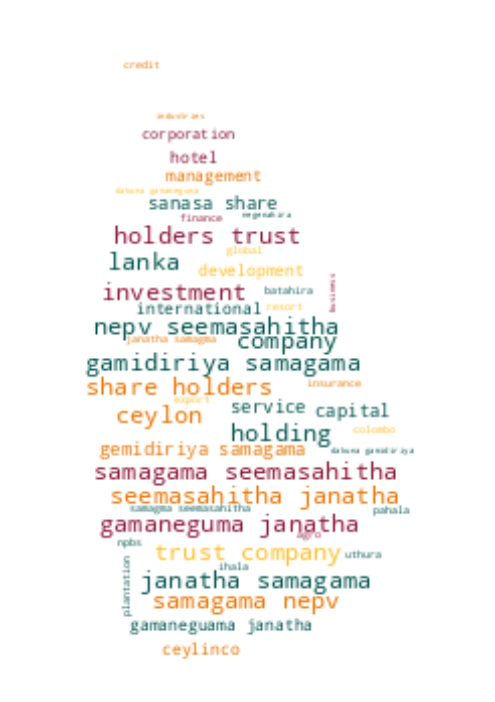 credit
industries
corporation
hotel
management
dakuna gamaneguma
sanasa share
finance
negenahira
holders trust
global
lanka
development
investment
batahira
business
international
resort
nepv seemasahitha
janatha samagma
company
gamidiriya samagama
share holders
insurance
export
service
capital
ceylon
holding
colombo
gemidiriya samagama
dakuna gamidiriya
samagama seemasahitha
seemasahitha janatha
samagma seemasahitha
pahala
gamaneguma janatha
agro
npbs
trust company
uthura
ihala
plantation
janatha samagama
samagama nepv
gamaneguama janatha
ceylinco